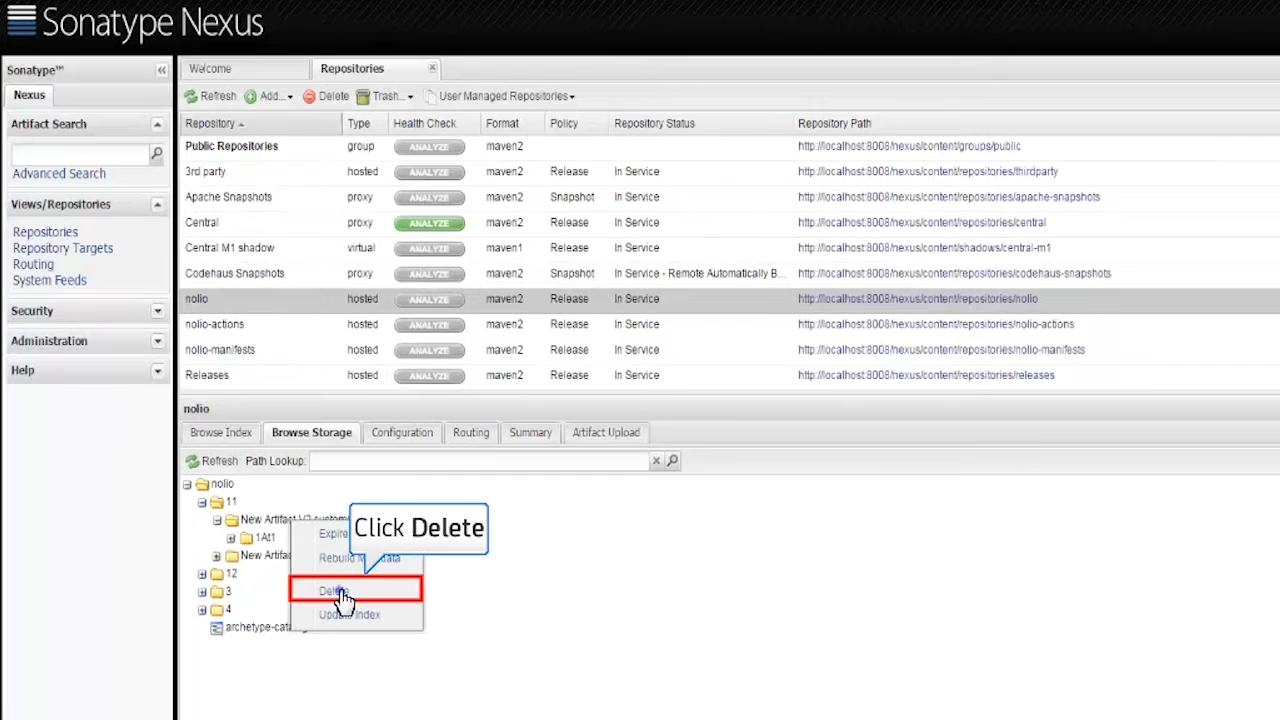 Sonatype Nexus
Sonatype™
Nexus
Artifact Search
Advanced Search
Views/Repositories
Repositories
Repository Targets
Routing
System Feeds
Security
Administration
Help
Welcome Repositories
Refresh Add... Delete Trash... User Managed Repositories
Repository Type Health Check Format Policy Repository Status Repository Path
Public Repositories group ANALYZE maven2 http://localhost:8008/nexus/content/groups/public
3rd party hosted ANALYZE maven2 Release In Service http://localhost:8008/nexus/content/repositories/thirdparty
Apache Snapshots proxy ANALYZE maven2 Snapshot In Service http://localhost:8008/nexus/content/repositories/apache-snapshots
Central proxy ANALYZE maven2 Release In Service http://localhost:8008/nexus/content/repositories/central
Central M1 shadow virtual ANALYZE maven1 Release In Service http://localhost:8008/nexus/content/shadows/central-m1
Codehaus Snapshots proxy ANALYZE maven2 Snapshot In Service - Remote Automatically B... http://localhost:8008/nexus/content/repositories/codehaus-snapshots
nolio hosted ANALYZE maven2 Release In Service http://localhost:8008/nexus/content/repositories/nolio
nolio-actions hosted ANALYZE maven2 Release In Service http://localhost:8008/nexus/content/repositories/nolio-actions
nolio-manifests hosted ANALYZE maven2 Release In Service http://localhost:8008/nexus/content/repositories/nolio-manifests
Releases hosted ANALYZE maven2 Release In Service http://localhost:8008/nexus/content/repositories/releases
nolio
Browse Index Browse Storage Configuration Routing Summary Artifact Upload
Refresh Path Lookup:
nolio
11
New Artifact V2
1At1
New Artifa
12
3
4
archetype-cata
Expire
Rebuild
Delete
Update Index
Click Delete